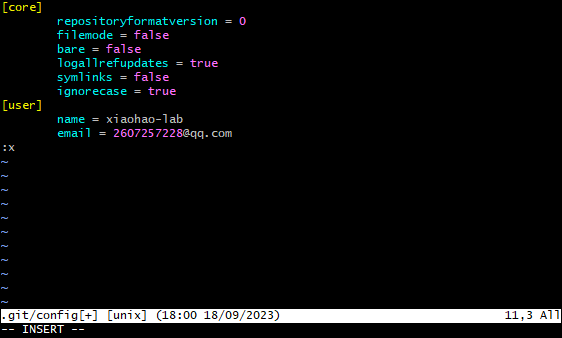 [core]
        repositoryformatversion = 0
        filemode = false
        bare = false
        logallrefupdates = true
        symlinks = false
        ignorecase = true
[user]
        name = xiaohao-lab
        email = 2607257228@qq.com
:x
~
~
~
~
~
~
~
~
~
~
~
.git/config[+] [unix] (18:00 18/09/2023) 11,3 All
-- INSERT --